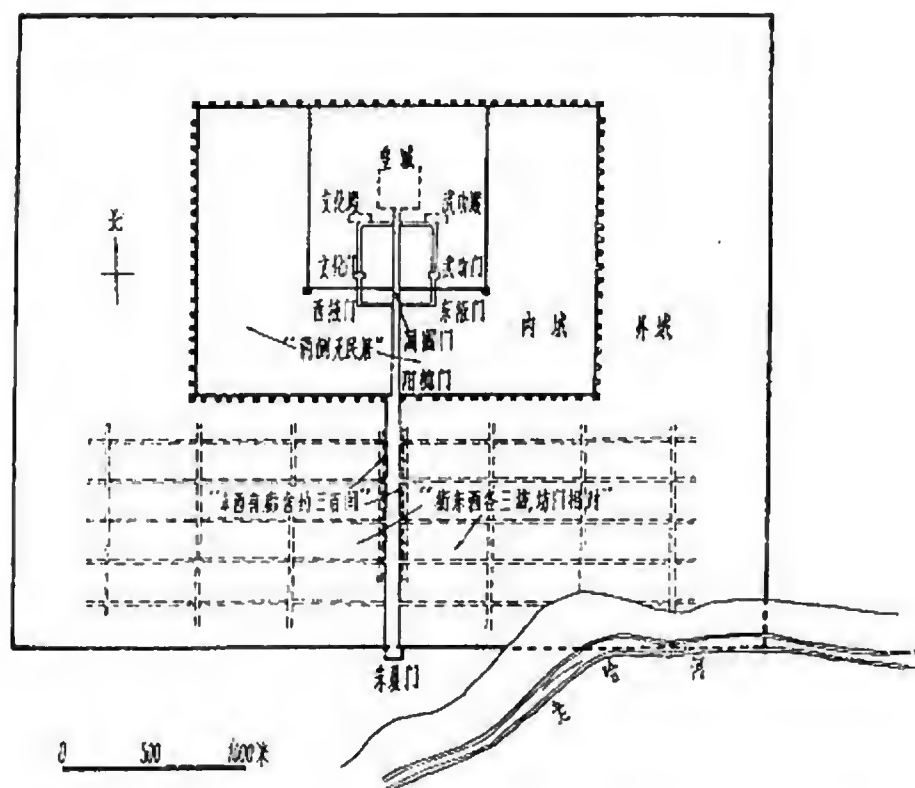 皇城
文化殿
武功殿
北
文化门
武功门
西掖门
东掖门
内城
外城
阊阖门
"两侧无民居"
阳德门
"东西有廊舍约三百间"
"街东西各三坊,坊门相对"
朱夏门
老哈河
0 500 1000米